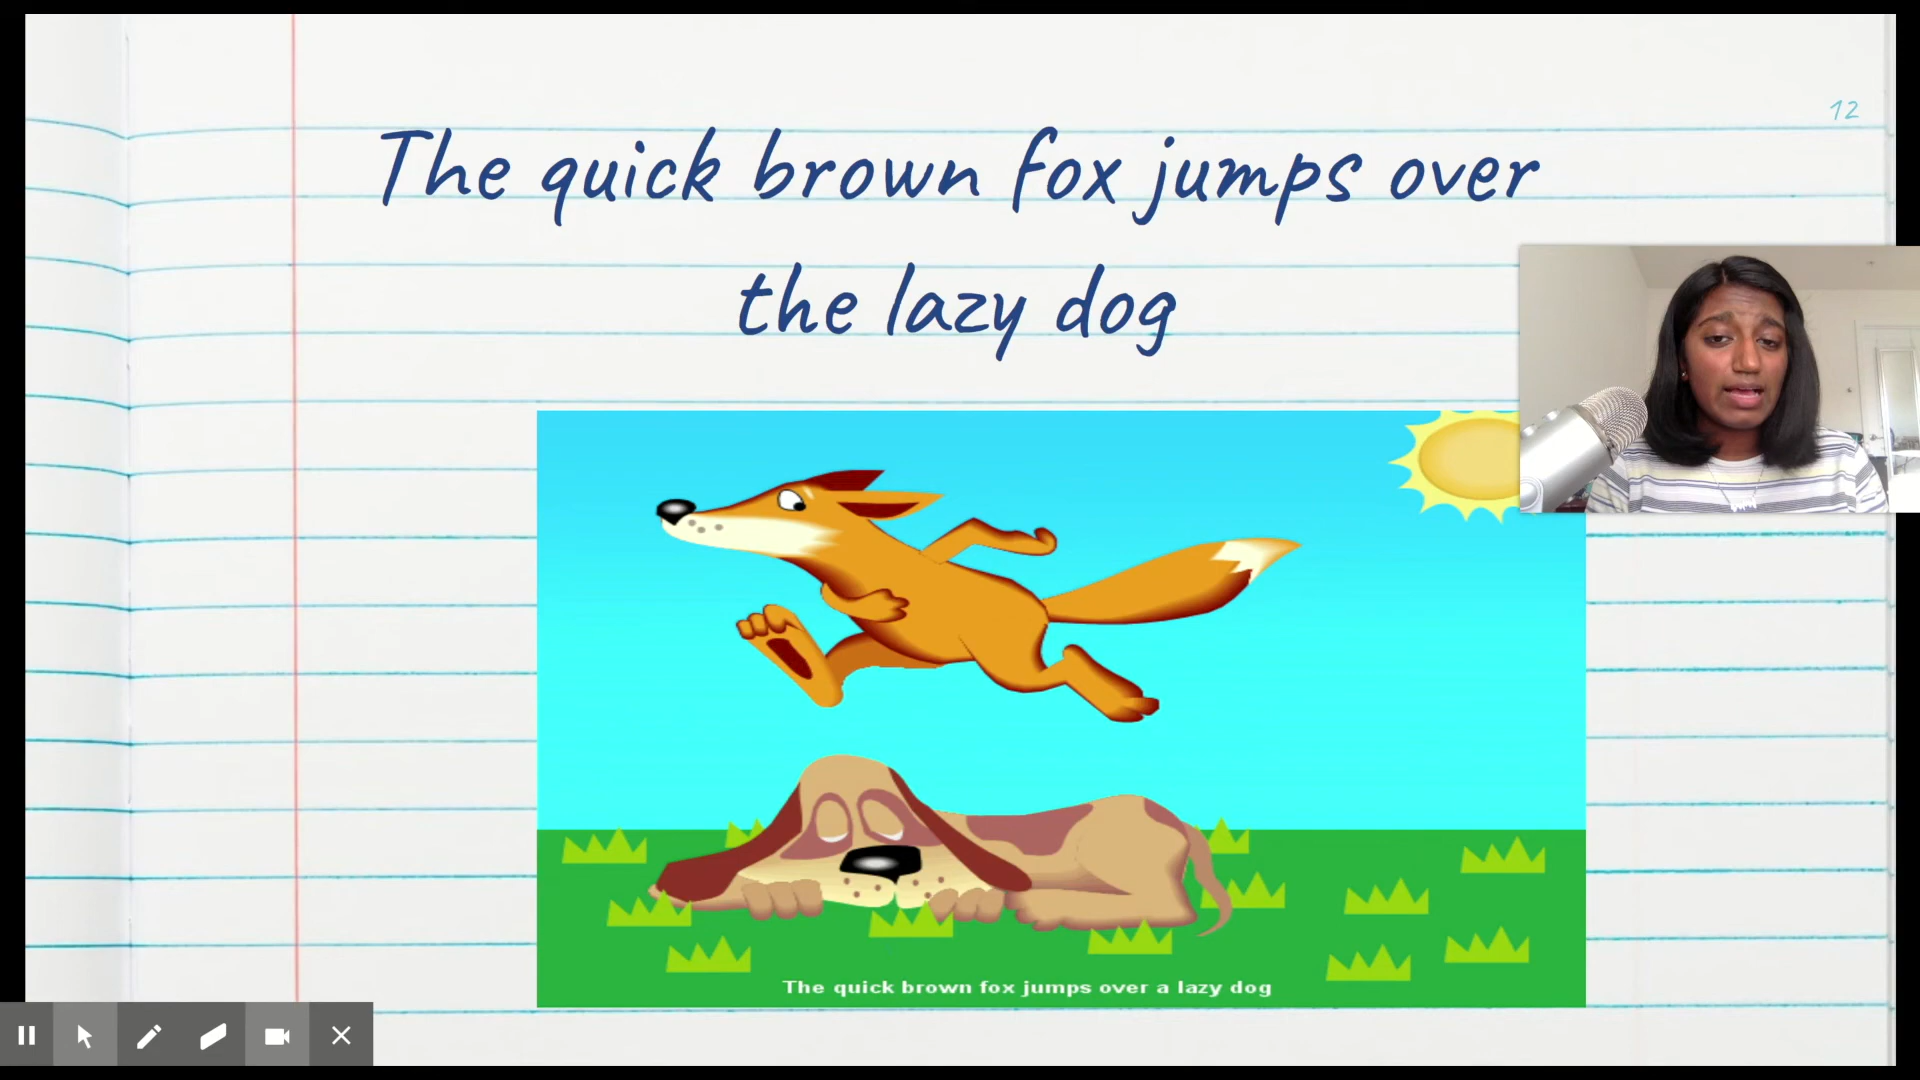 12
The quick brown fox jumps over
the lazy dog
The quick brown fox jumps over a lazy dog